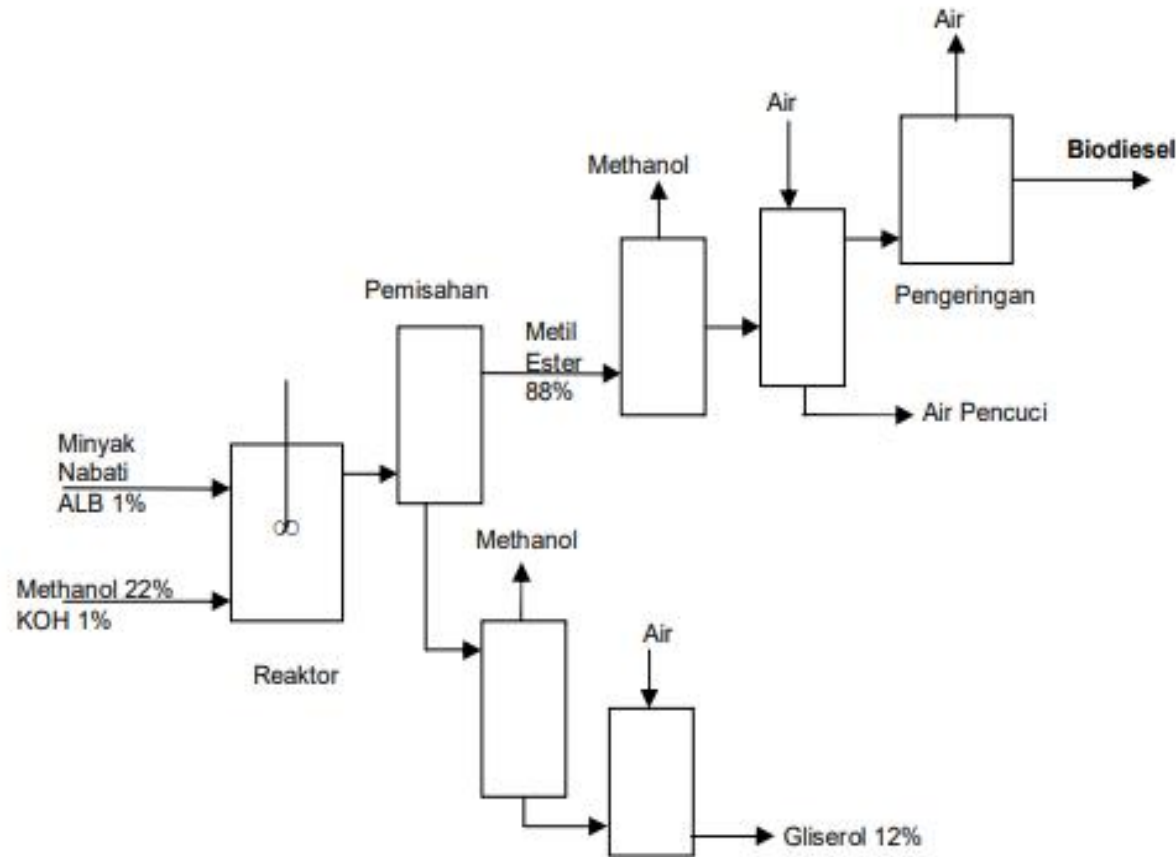 Air
Air
Biodiesel
Methanol
Pemisahan
Pengeringan
Metil
Ester
88%
Air Pencuci
Minyak
Nabati
ALB 1%
Methanol
Methanol 22%
KOH 1%
Air
Reaktor
Gliserol 12%